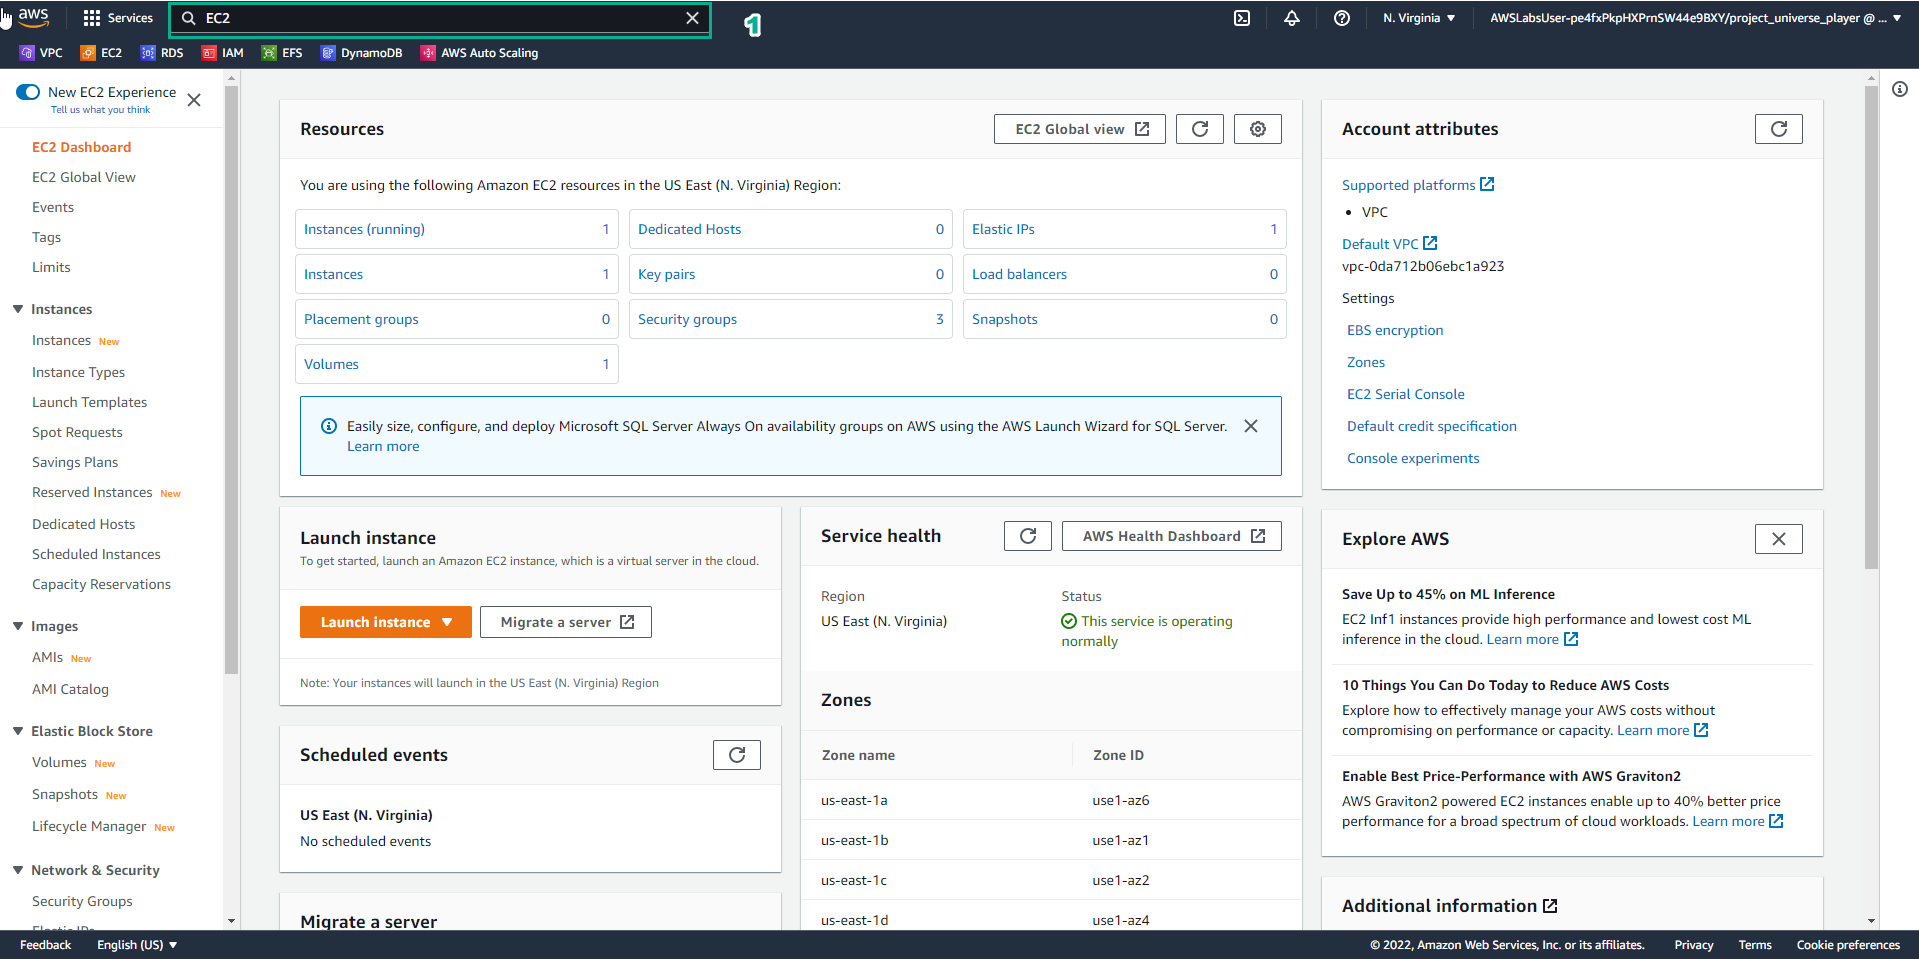 aws
Services
EC2
1
N. Virginia
AWSLabsUser-pe4fxPkpHXPrnSW44e9BXY/project_universe_player @ ...
VPC
EC2
RDS
IAM
EFS
DynamoDB
AWS Auto Scaling
New EC2 Experience
Tell us what you think
EC2 Dashboard
EC2 Global View
Events
Tags
Limits
Instances
Instances New
Instance Types
Launch Templates
Spot Requests
Savings Plans
Reserved Instances New
Dedicated Hosts
Scheduled Instances
Capacity Reservations
Images
AMIs New
AMI Catalog
Elastic Block Store
Volumes New
Snapshots New
Lifecycle Manager New
Network & Security
Security Groups
Elastic IPs
Resources
EC2 Global view
You are using the following Amazon EC2 resources in the US East (N. Virginia) Region:
Instances (running) 1
Dedicated Hosts 0
Elastic IPs 1
Instances 1
Key pairs 0
Load balancers 0
Placement groups 0
Security groups 3
Snapshots 0
Volumes 1
Easily size, configure, and deploy Microsoft SQL Server Always On availability groups on AWS using the AWS Launch Wizard for SQL Server.
Learn more
Launch instance
To get started, launch an Amazon EC2 instance, which is a virtual server in the cloud.
Launch instance
Migrate a server
Note: Your instances will launch in the US East (N. Virginia) Region
Scheduled events
US East (N. Virginia)
No scheduled events
Migrate a server
Service health
AWS Health Dashboard
Region
US East (N. Virginia)
Status
This service is operating
normally
Zones
Zone name Zone ID
us-east-1a use1-az6
us-east-1b use1-az1
us-east-1c use1-az2
us-east-1d use1-az4
Account attributes
Supported platforms
• VPC
Default VPC
vpc-0da712b06ebc1a923
Settings
EBS encryption
Zones
EC2 Serial Console
Default credit specification
Console experiments
Explore AWS
Save Up to 45% on ML Inference
EC2 Inf1 instances provide high performance and lowest cost ML
inference in the cloud. Learn more
10 Things You Can Do Today to Reduce AWS Costs
Explore how to effectively manage your AWS costs without
compromising on performance or capacity. Learn more
Enable Best Price-Performance with AWS Graviton2
AWS Graviton2 powered EC2 instances enable up to 40% better price
performance for a broad spectrum of cloud workloads. Learn more
Additional information
Feedback
English (US)
© 2022, Amazon Web Services, Inc. or its affiliates.
Privacy
Terms
Cookie preferences